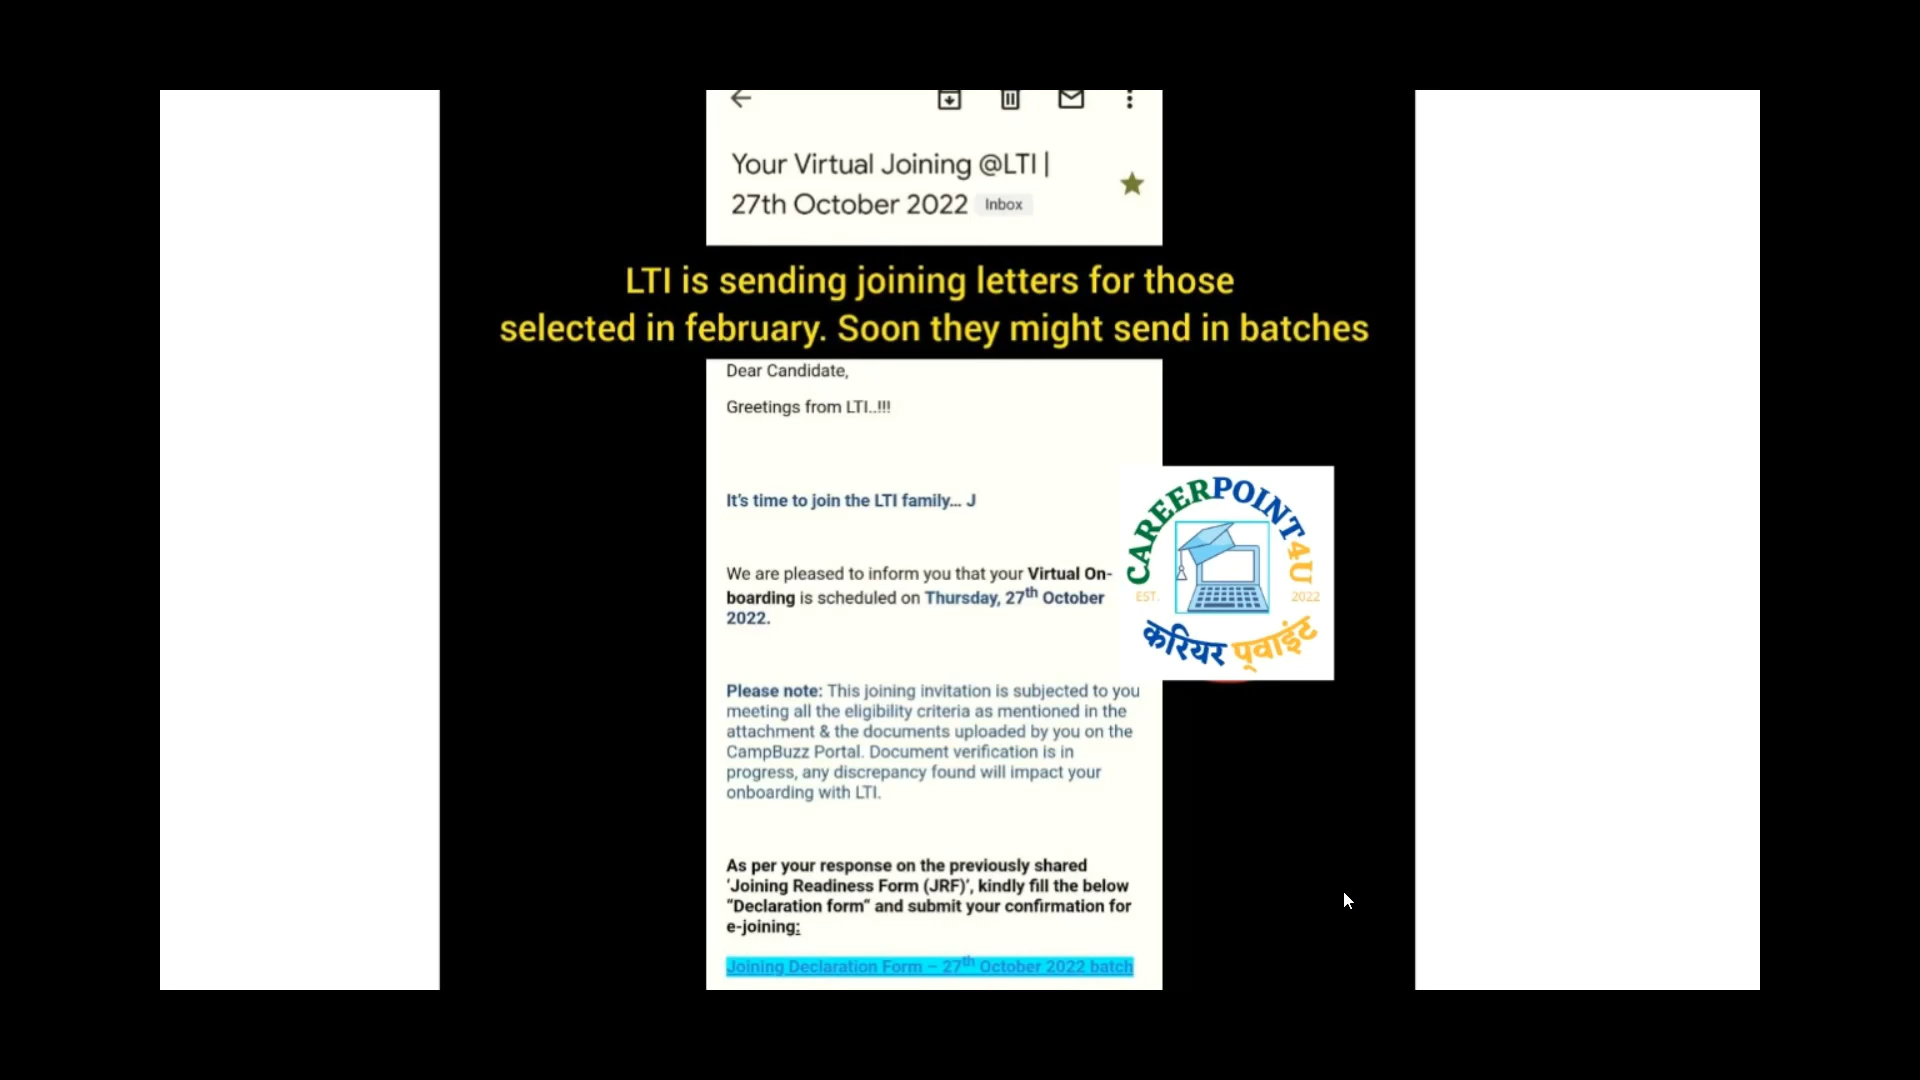 Your Virtual Joining @LTI |
27th October 2022 Inbox
LTI is sending joining letters for those
selected in february. Soon they might send in batches
Dear Candidate,
Greetings from LTI..!!!
It's time to join the LTI family... J
We are pleased to inform you that your Virtual On-
boarding is scheduled on Thursday, 27th October
2022.
Please note: This joining invitation is subjected to you
meeting all the eligibility criteria as mentioned in the
attachment & the documents uploaded by you on the
CampBuzz Portal. Document verification is in
progress, any discrepancy found will impact your
onboarding with LTI.
As per your response on the previously shared
'Joining Readiness Form (JRF)', kindly fill the below
"Declaration form" and submit your confirmation for
e-joining:
Joining Declaration Form – 27th October 2022 batch
CAREERPOINT4U
EST. 2022
करियर प्वाइंट